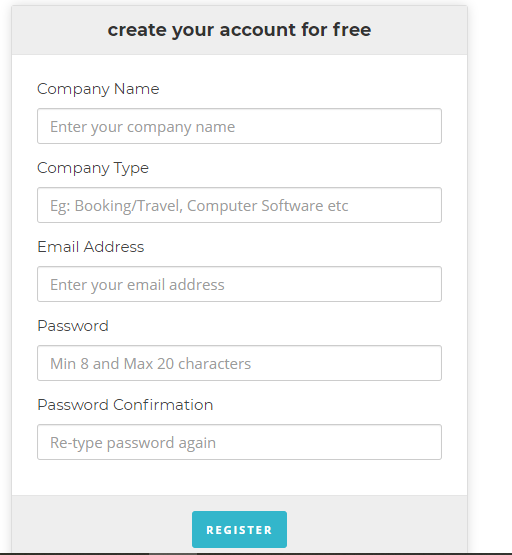 create your account for free
Company Name
Enter your company name
Company Type
Eg: Booking/Travel, Computer Software etc
Email Address
Enter your email address
Password
Min 8 and Max 20 characters
Password Confirmation
Re-type password again
REGISTER